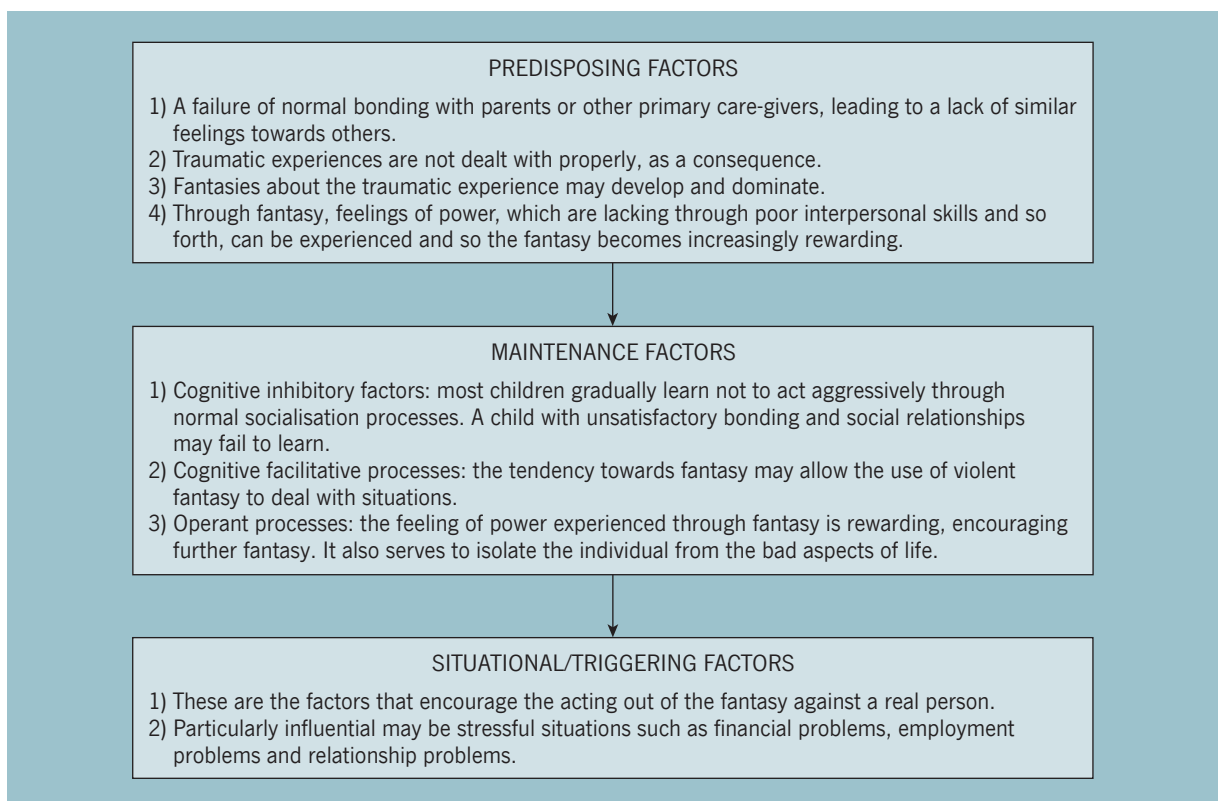 PREDISPOSING FACTORS
1) A failure of normal bonding with parents or other primary care-givers, leading to a lack of similar
feelings towards others.
2) Traumatic experiences are not dealt with properly, as a consequence.
3) Fantasies about the traumatic experience may develop and dominate.
4) Through fantasy, feelings of power, which are lacking through poor interpersonal skills and so
forth, can be experienced and so the fantasy becomes increasingly rewarding.
MAINTENANCE FACTORS
1) Cognitive inhibitory factors: most children gradually learn not to act aggressively through
normal socialisation processes. A child with unsatisfactory bonding and social relationships
may fail to learn.
2) Cognitive facilitative processes: the tendency towards fantasy may allow the use of violent
fantasy to deal with situations.
3) Operant processes: the feeling of power experienced through fantasy is rewarding, encouraging
further fantasy. It also serves to isolate the individual from the bad aspects of life.
SITUATIONAL/TRIGGERING FACTORS
1) These are the factors that encourage the acting out of the fantasy against a real person.
2) Particularly influential may be stressful situations such as financial problems, employment
problems and relationship problems.